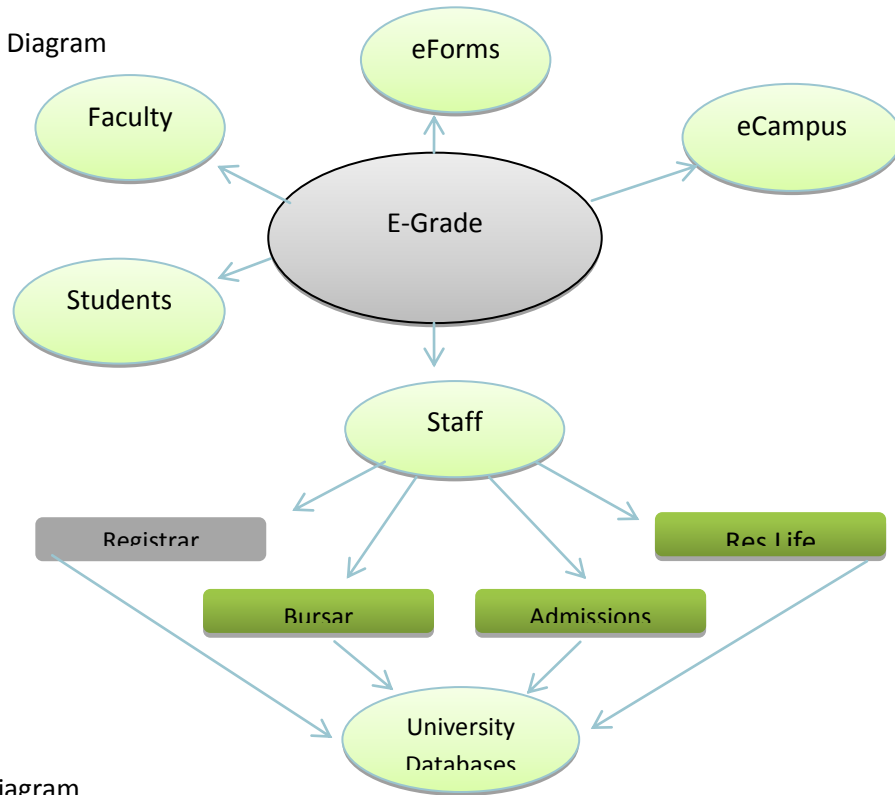 Diagram
eForms
Faculty
eCampus
E-Grade
Students
Staff
Registrar
Res Life
Bursar
Admissions
University
Databases
iagram